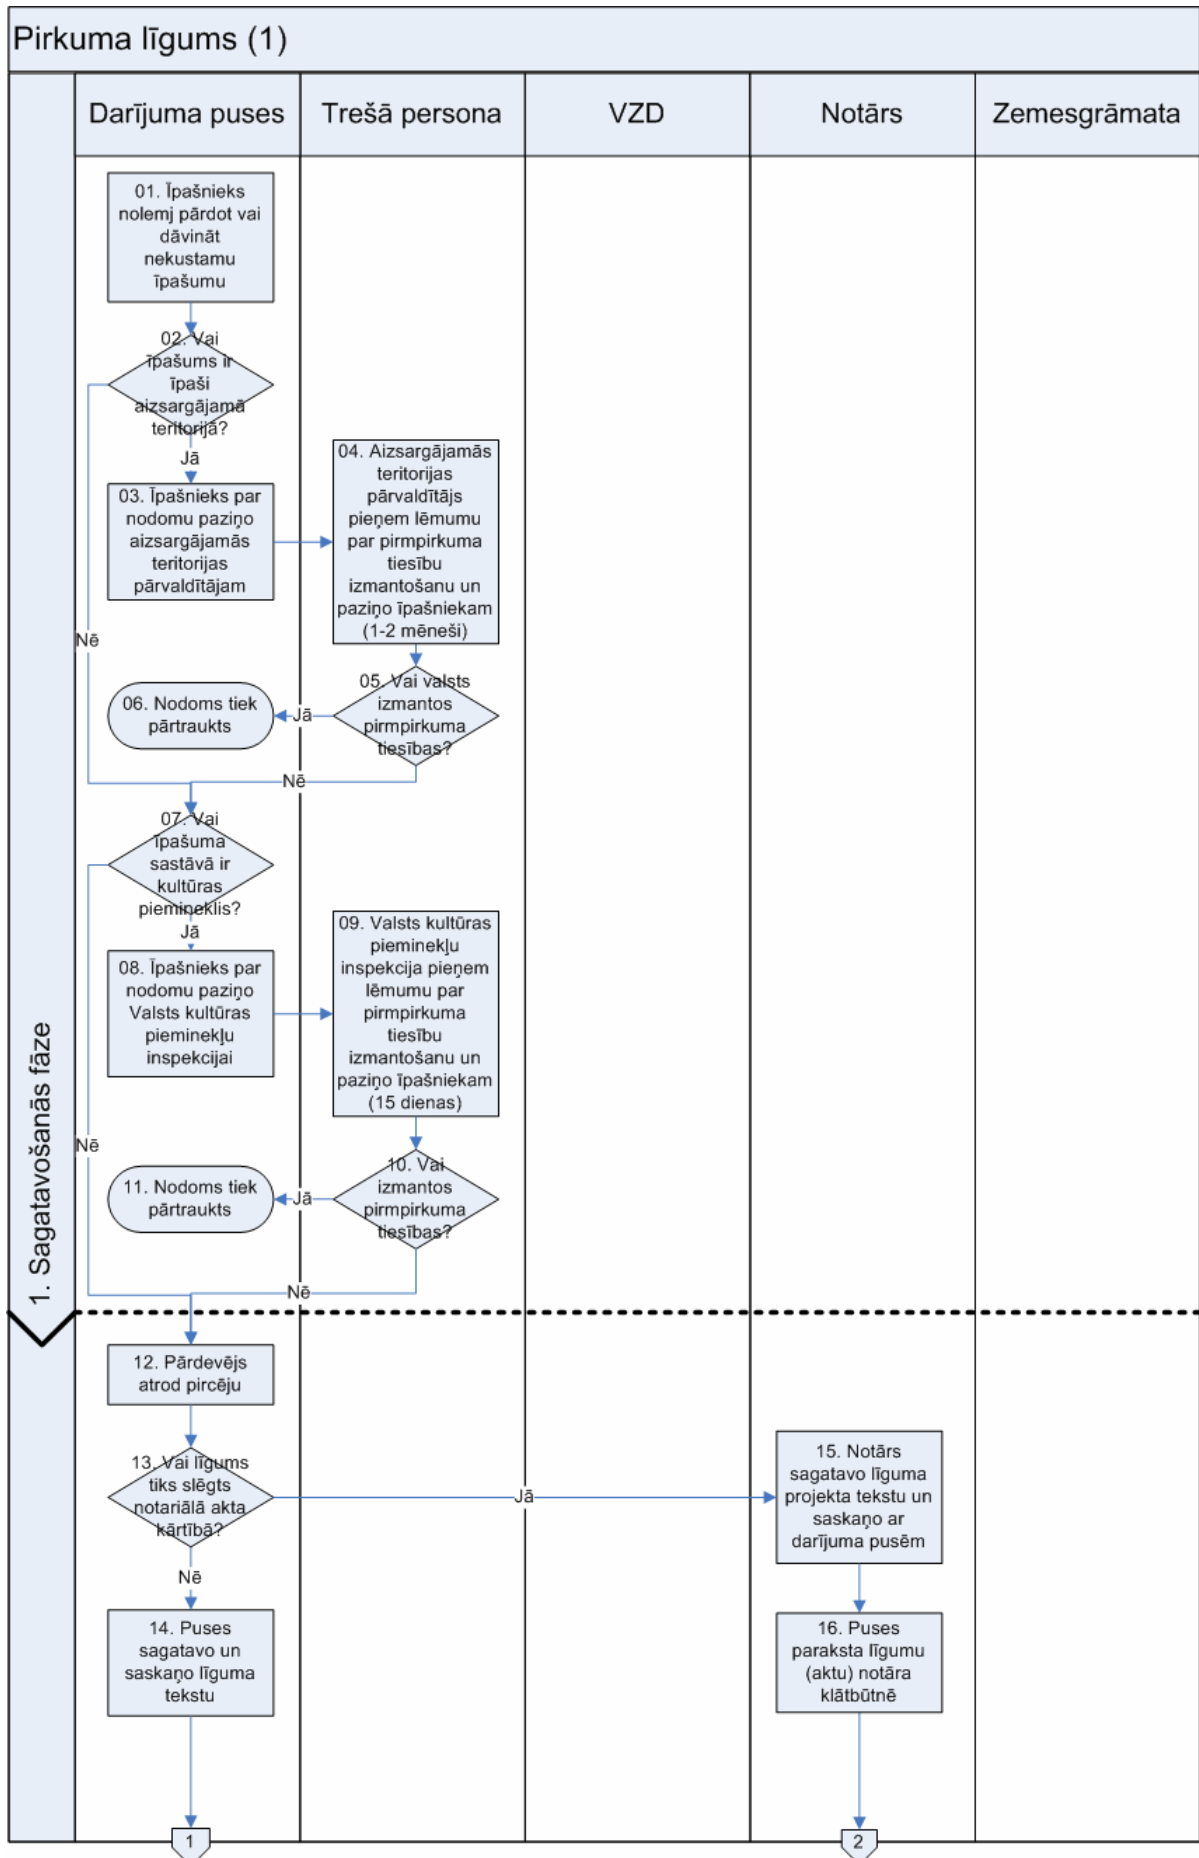 Pirkuma līgums (1)
Darījuma puses
Trešā persona
VZD
Notārs
Zemesgrāmata
1. Sagatavošanās fāze
01. Īpašnieks
nolemj pārdot vai
dāvināt
nekustamu
īpašumu
02. Vai
īpašums ir
īpaši
aizsargājamā
teritorijā?
Jā
Nē
03. Īpašnieks par
nodomu paziņo
aizsargājamās
teritorijas
pārvaldītājam
04. Aizsargājamās
teritorijas
pārvaldītājs
pieņem lēmumu
par pirmpirkuma
tiesību
izmantošanu un
paziņo īpašniekam
(1-2 mēneši)
05. Vai valsts
izmantos
pirmpirkuma
tiesības?
Jā
Nē
06. Nodoms tiek
pārtraukts
07. Vai
īpašuma
sastāvā ir
kultūras
piemineklis?
Jā
Nē
08. Īpašnieks par
nodomu paziņo
Valsts kultūras
pieminekļu
inspekcijai
09. Valsts kultūras
pieminekļu
inspekcija pieņem
lēmumu par
pirmpirkuma
tiesību
izmantošanu un
paziņo īpašniekam
(15 dienas)
10. Vai
izmantos
pirmpirkuma
tiesības?
Jā
Nē
11. Nodoms tiek
pārtraukts
12. Pārdevējs
atrod pircēju
13. Vai līgums
tiks slēgts
notariālā akta
kārtībā?
Jā
Nē
14. Puses
sagatavo un
saskaņo līguma
tekstu
15. Notārs
sagatavo līguma
projekta tekstu un
saskaņo ar
darījuma pusēm
16. Puses
paraksta līgumu
(aktu) notāra
klātbūtnē
1
2